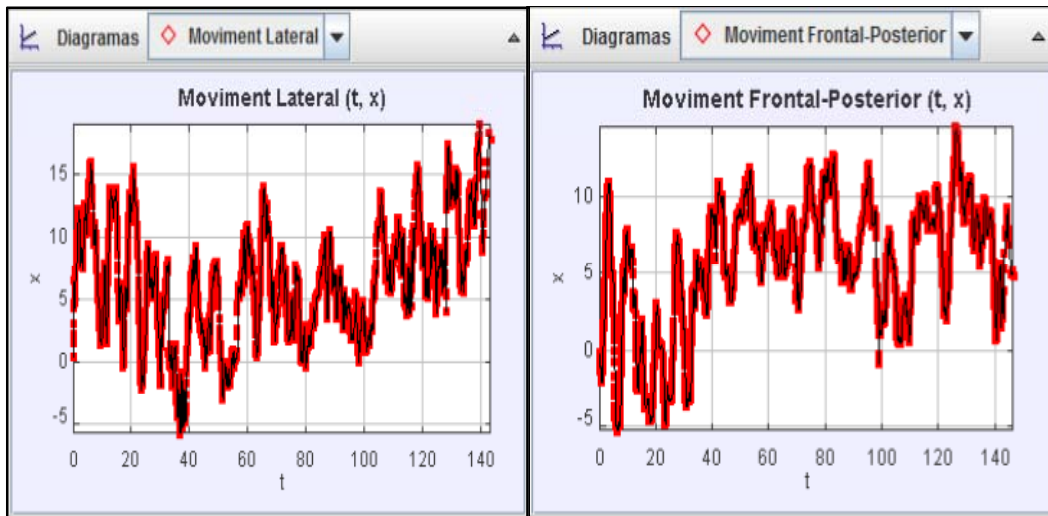 Diagramas Moviment Lateral
Moviment Lateral (t, x)
15
10
5
0
-5
x
0 20 40 60 80 100 120 140
t
Diagramas Moviment Frontal-Posterior
Moviment Frontal-Posterior (t, x)
10
5
0
-5
x
0 20 40 60 80 100 120 140
t